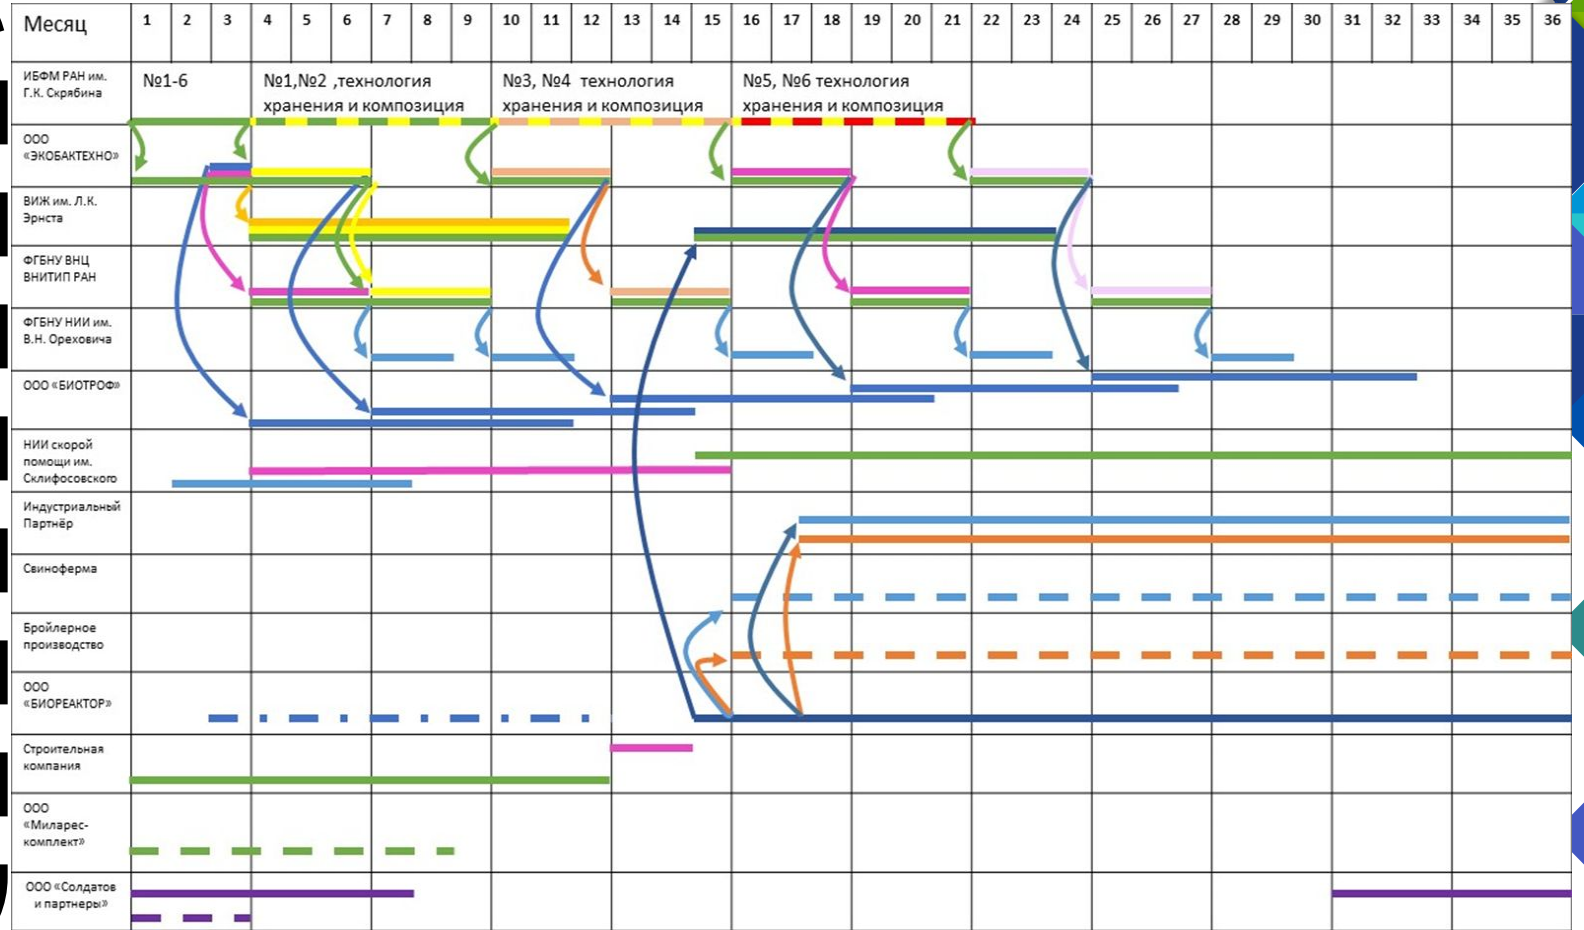 Месяц 1 2 3 4 5 6 7 8 9 10 11 12 13 14 15 16 17 18 19 20 21 22 23 24 25 26 27 28 29 30 31 32 33 34 35 36
ИБФМ РАН им.
Г.К. Скрябина
№1-6
№1,№2 ,технология
хранения и композиция
№3, №4 технология
хранения и композиция
№5, №6 технология
хранения и композиция
ООО
«ЭКОБАКТЕХНО»
ВИЖ им. Л.К.
Эрнста
ФГБНУ ВНЦ
ВНИТИП РАН
ФГБНУ НИИ им.
В.Н. Ореховича
ООО «БИОТРОФ»
НИИ скорой
помощи им.
Склифосовского
Индустриальный
Партнёр
Свиноферма
Бройлерное
производство
ООО
«БИОРЕАКТОР»
Строительная
компания
ООО
«Миларес-
комплект»
ООО «Солдатов
и партнеры»